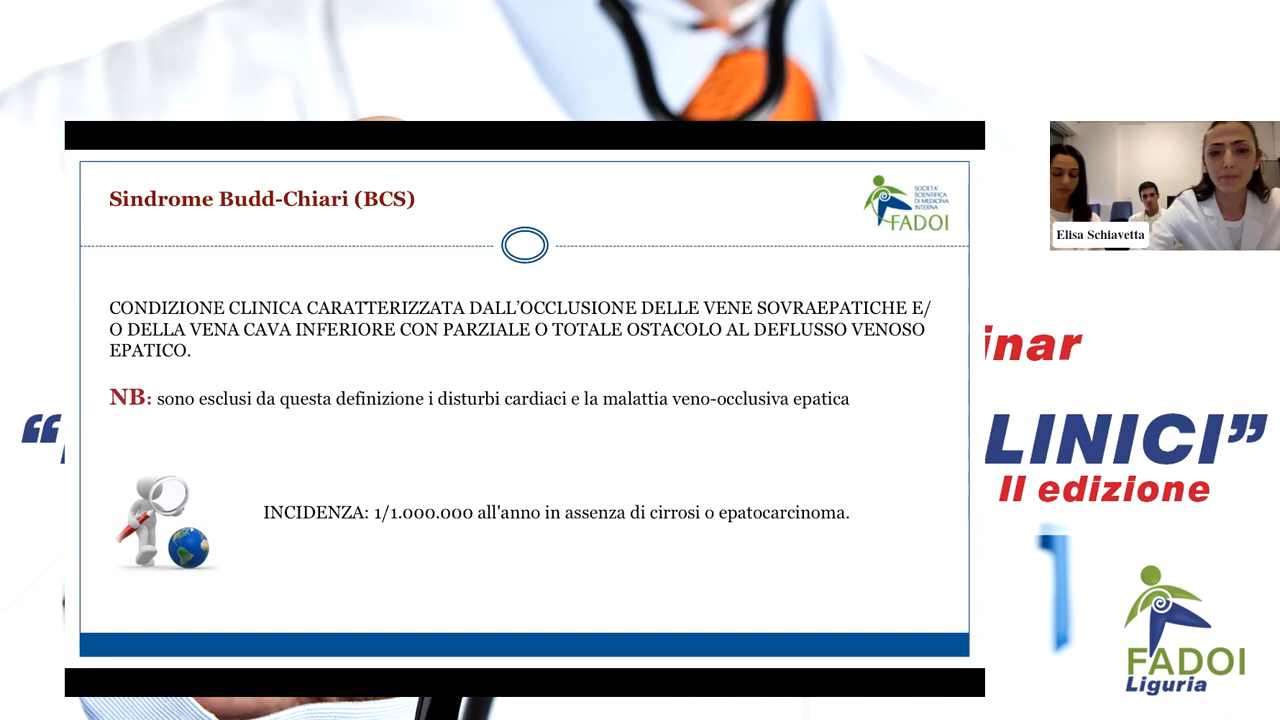 Sindrome Budd-Chiari (BCS)
SOCIETA'
SCIENTIFICA
DI MEDICINA
INTERNA
FADOI
CONDIZIONE CLINICA CARATTERIZZATA DALL'OCCLUSIONE DELLE VENE SOVRAEPATICHE E/
O DELLA VENA CAVA INFERIORE CON PARZIALE O TOTALE OSTACOLO AL DEFLUSSO VENOSO
EPATICO.
NB: sono esclusi da questa definizione i disturbi cardiaci e la malattia veno-occlusiva epatica
INCIDENZA: 1/1.000.000 all'anno in assenza di cirrosi o epatocarcinoma.
Elisa Schiavetta
inar
“
LINICI”
II edizione
FADOI
Liguria